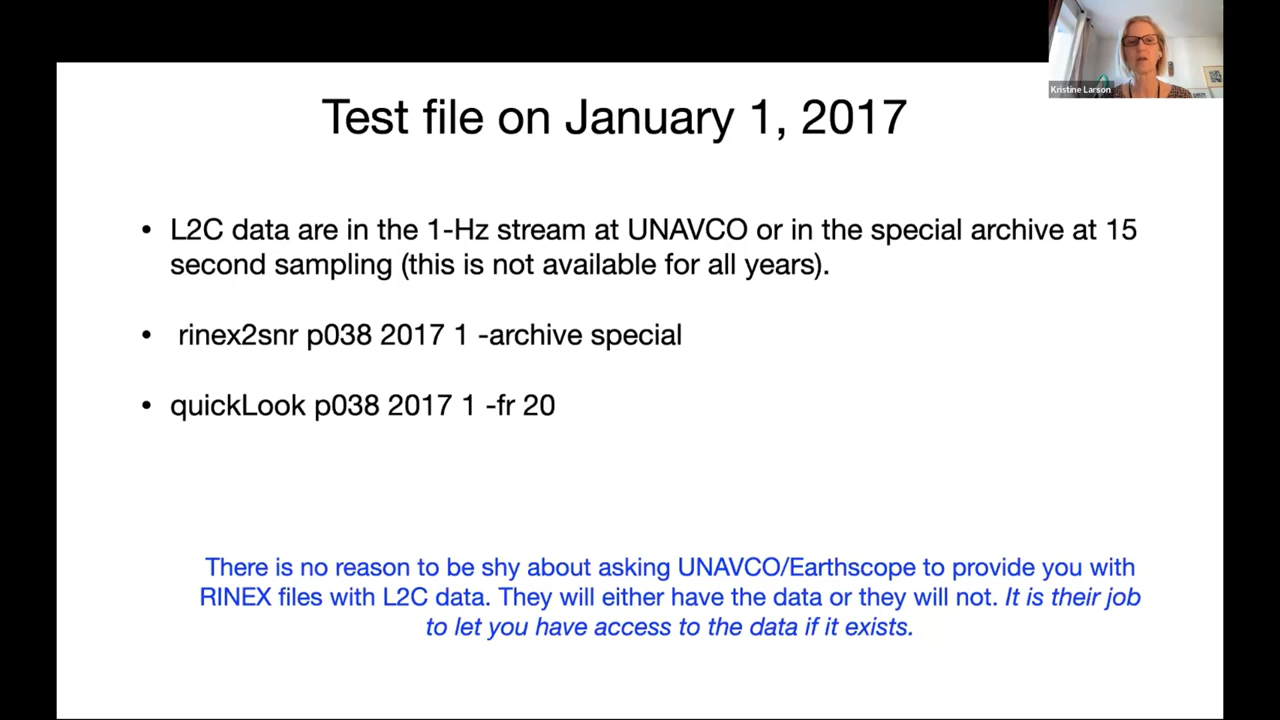 Kristine Larson
Test file on January 1, 2017
• L2C data are in the 1-Hz stream at UNAVCO or in the special archive at 15
second sampling (this is not available for all years).
• rinex2snr p038 2017 1 -archive special
• quickLook p038 2017 1 -fr 20
There is no reason to be shy about asking UNAVCO/Earthscope to provide you with
RINEX files with L2C data. They will either have the data or they will not. It is their job
to let you have access to the data if it exists.